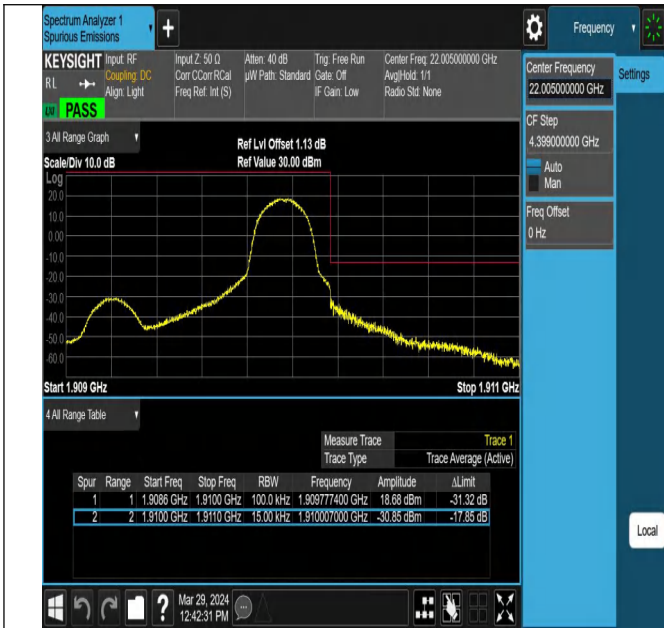 Spectrum Analyzer 1
Spurious Emissions
Frequency
KEYSIGHT Input: RF Input Z: 50 Ω Atten: 40 dB Trig: Free Run Center Freq: 22.005000000 GHz
RL Coupling: DC Corr CCorr RCal µW Path: Standard Gate: Off Avg|Hold: 1/1
Align: Light Freq Ref: Int (S) IF Gain: Low Radio Std: None
PASS
Center Frequency
22.005000000 GHz
Settings
CF Step
4.399000000 GHz
Auto
Man
Freq Offset
0 Hz
3 All Range Graph
Ref Lvl Offset 1.13 dB
Scale/Div 10.0 dB Ref Value 30.00 dBm
Log
20.0
10.0
0.00
-10.0
-20.0
-30.0
-40.0
-50.0
-60.0
Start 1.909 GHz Stop 1.911 GHz
4 All Range Table
Measure Trace Trace 1
Trace Type Trace Average (Active)
Spur Range Start Freq Stop Freq RBW Frequency Amplitude ΔLimit
1 1 1.9086 GHz 1.9100 GHz 100.0 kHz 1.909777400 GHz 18.68 dBm -31.32 dB
2 2 1.9100 GHz 1.9110 GHz 15.00 kHz 1.910007000 GHz -30.85 dBm -17.85 dB
Local
Mar 29, 2024
12:42:31 PM